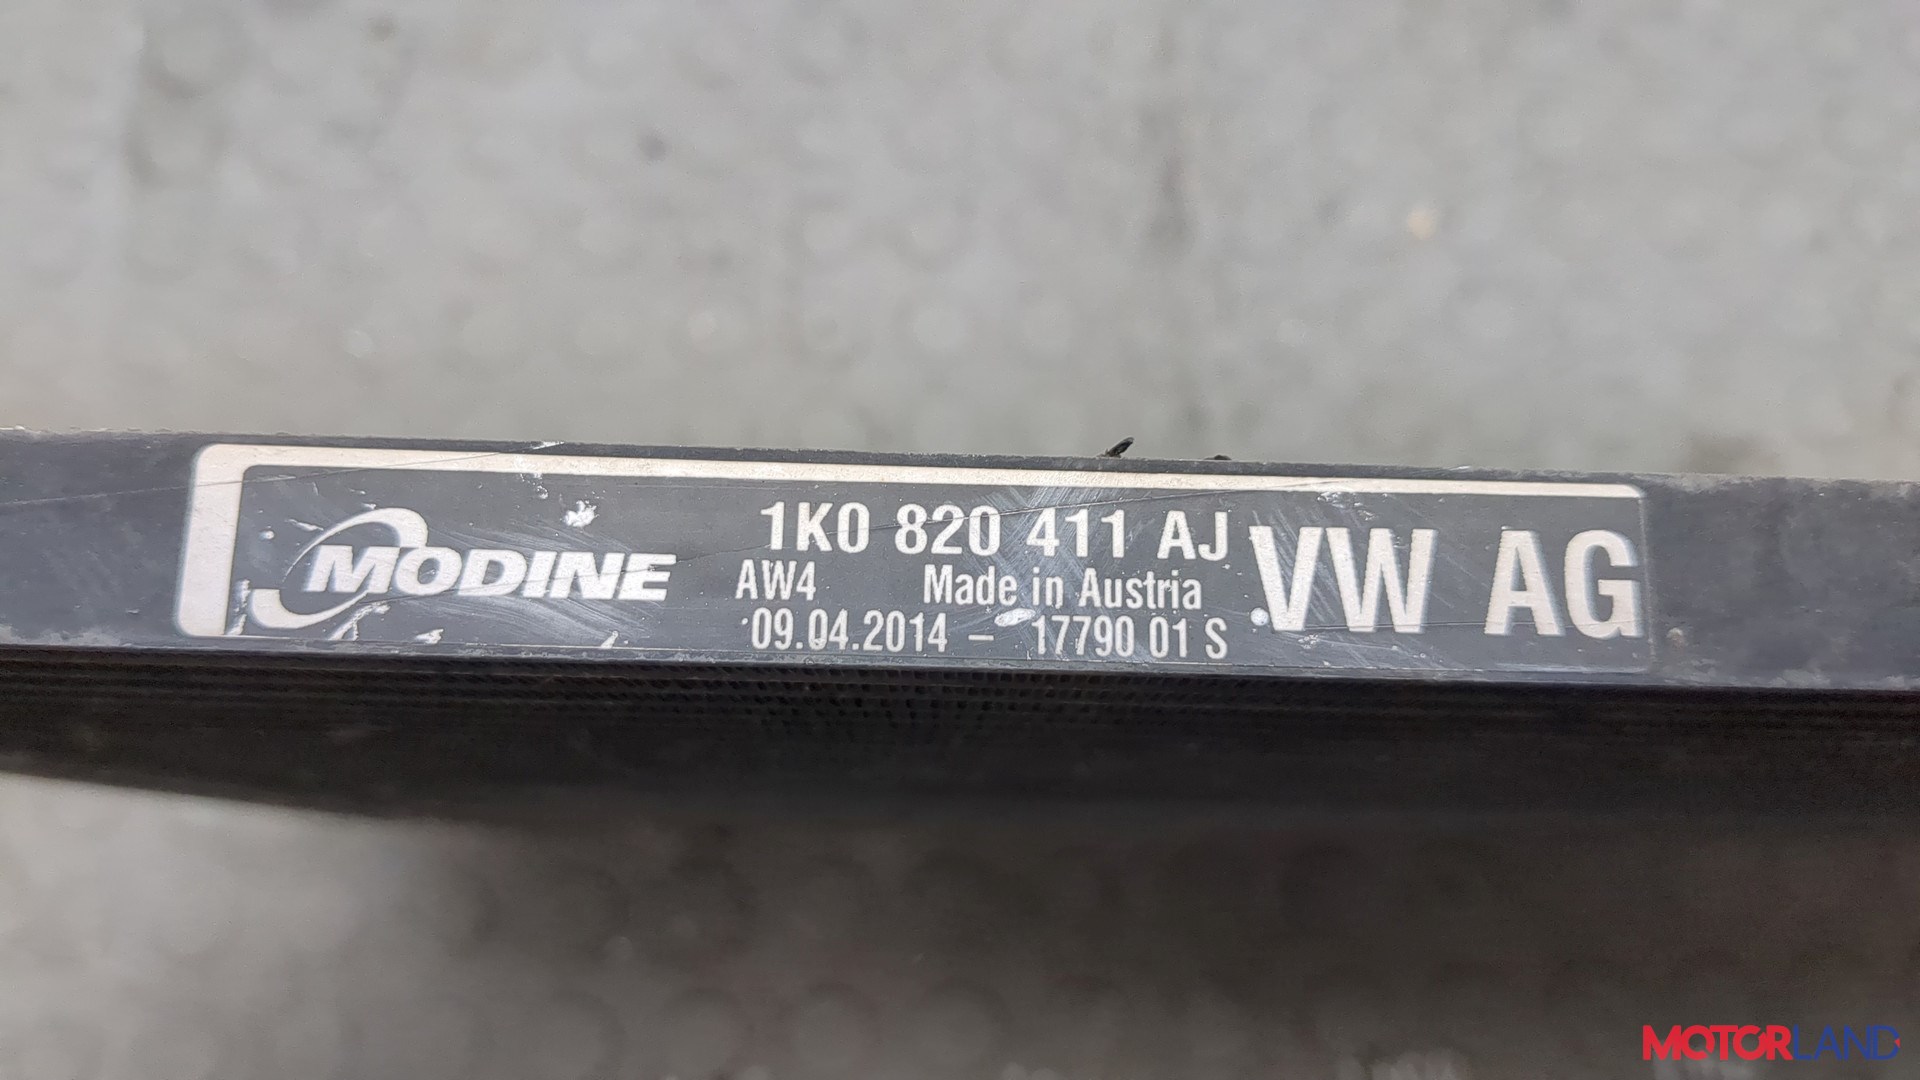 MODINE
1K0 820 411 AJ
AW4 Made in Austria
09.04.2014 – 17790 01 S
VW AG
MOTORLAND